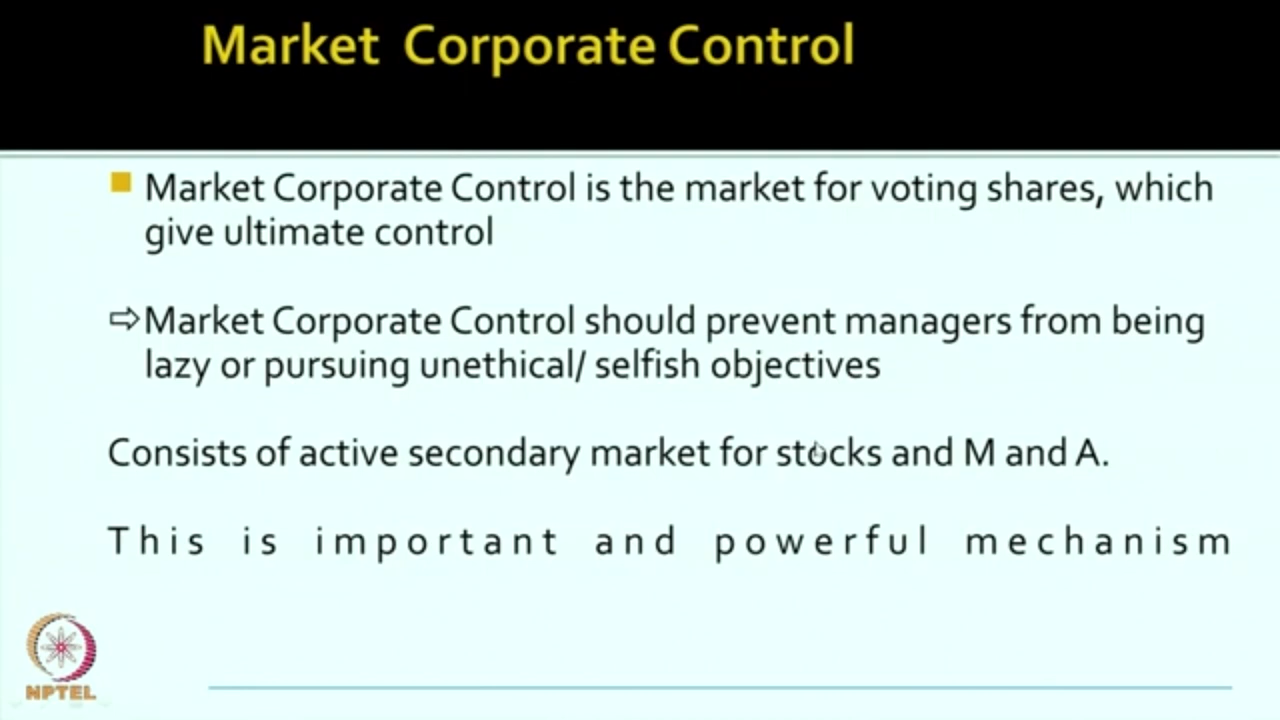 Market Corporate Control
Market Corporate Control is the market for voting shares, which
give ultimate control
⇨Market Corporate Control should prevent managers from being
lazy or pursuing unethical/ selfish objectives
Consists of active secondary market for stocks and M and A.
This is important and powerful mechanism
NPTEL